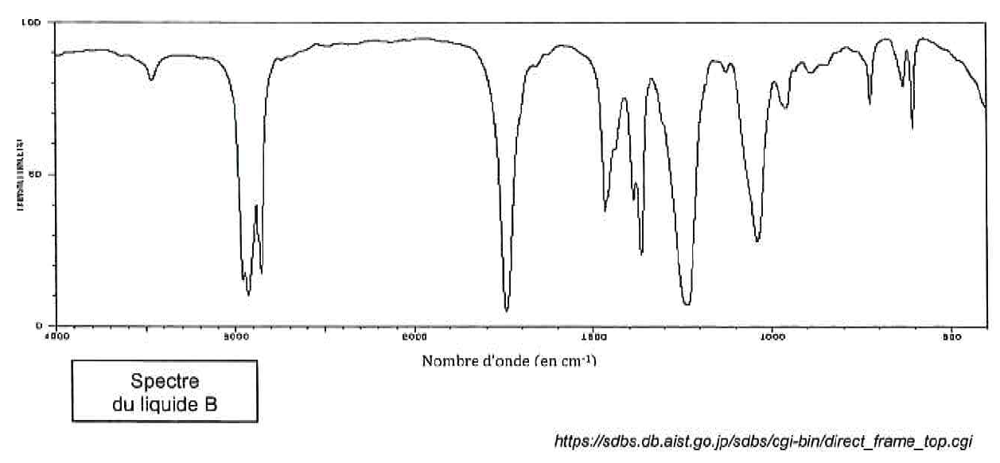 100
50
0
4000 3000 2000 1500 1000 500
Nombre d'onde (en cm-1)
Spectre
du liquide B
https://sdbs.db.aist.go.jp/sdbs/cgi-bin/direct_frame_top.cgi